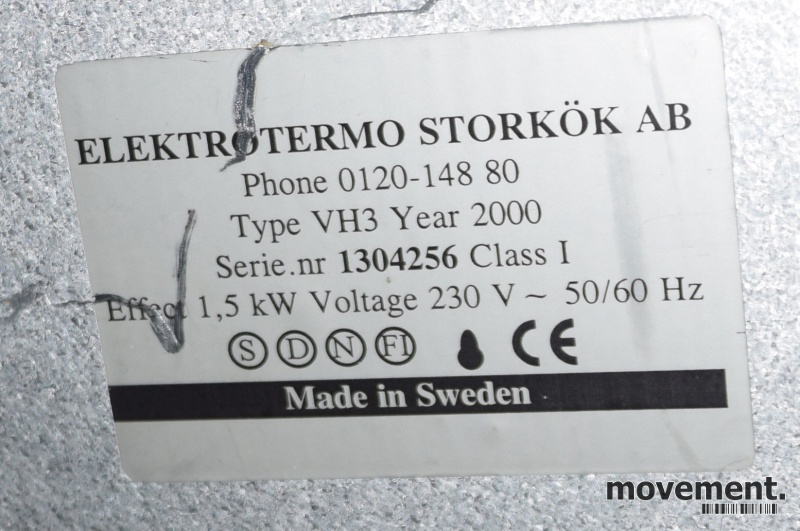 ELEKTROTERMO STORKÖK AB
Phone 0120-148 80
Type VH3 Year 2000
Serie.nr 1304256 Class I
Effect 1,5 kW Voltage 230 V ~ 50/60 Hz
S D N FI CE
Made in Sweden
movement.